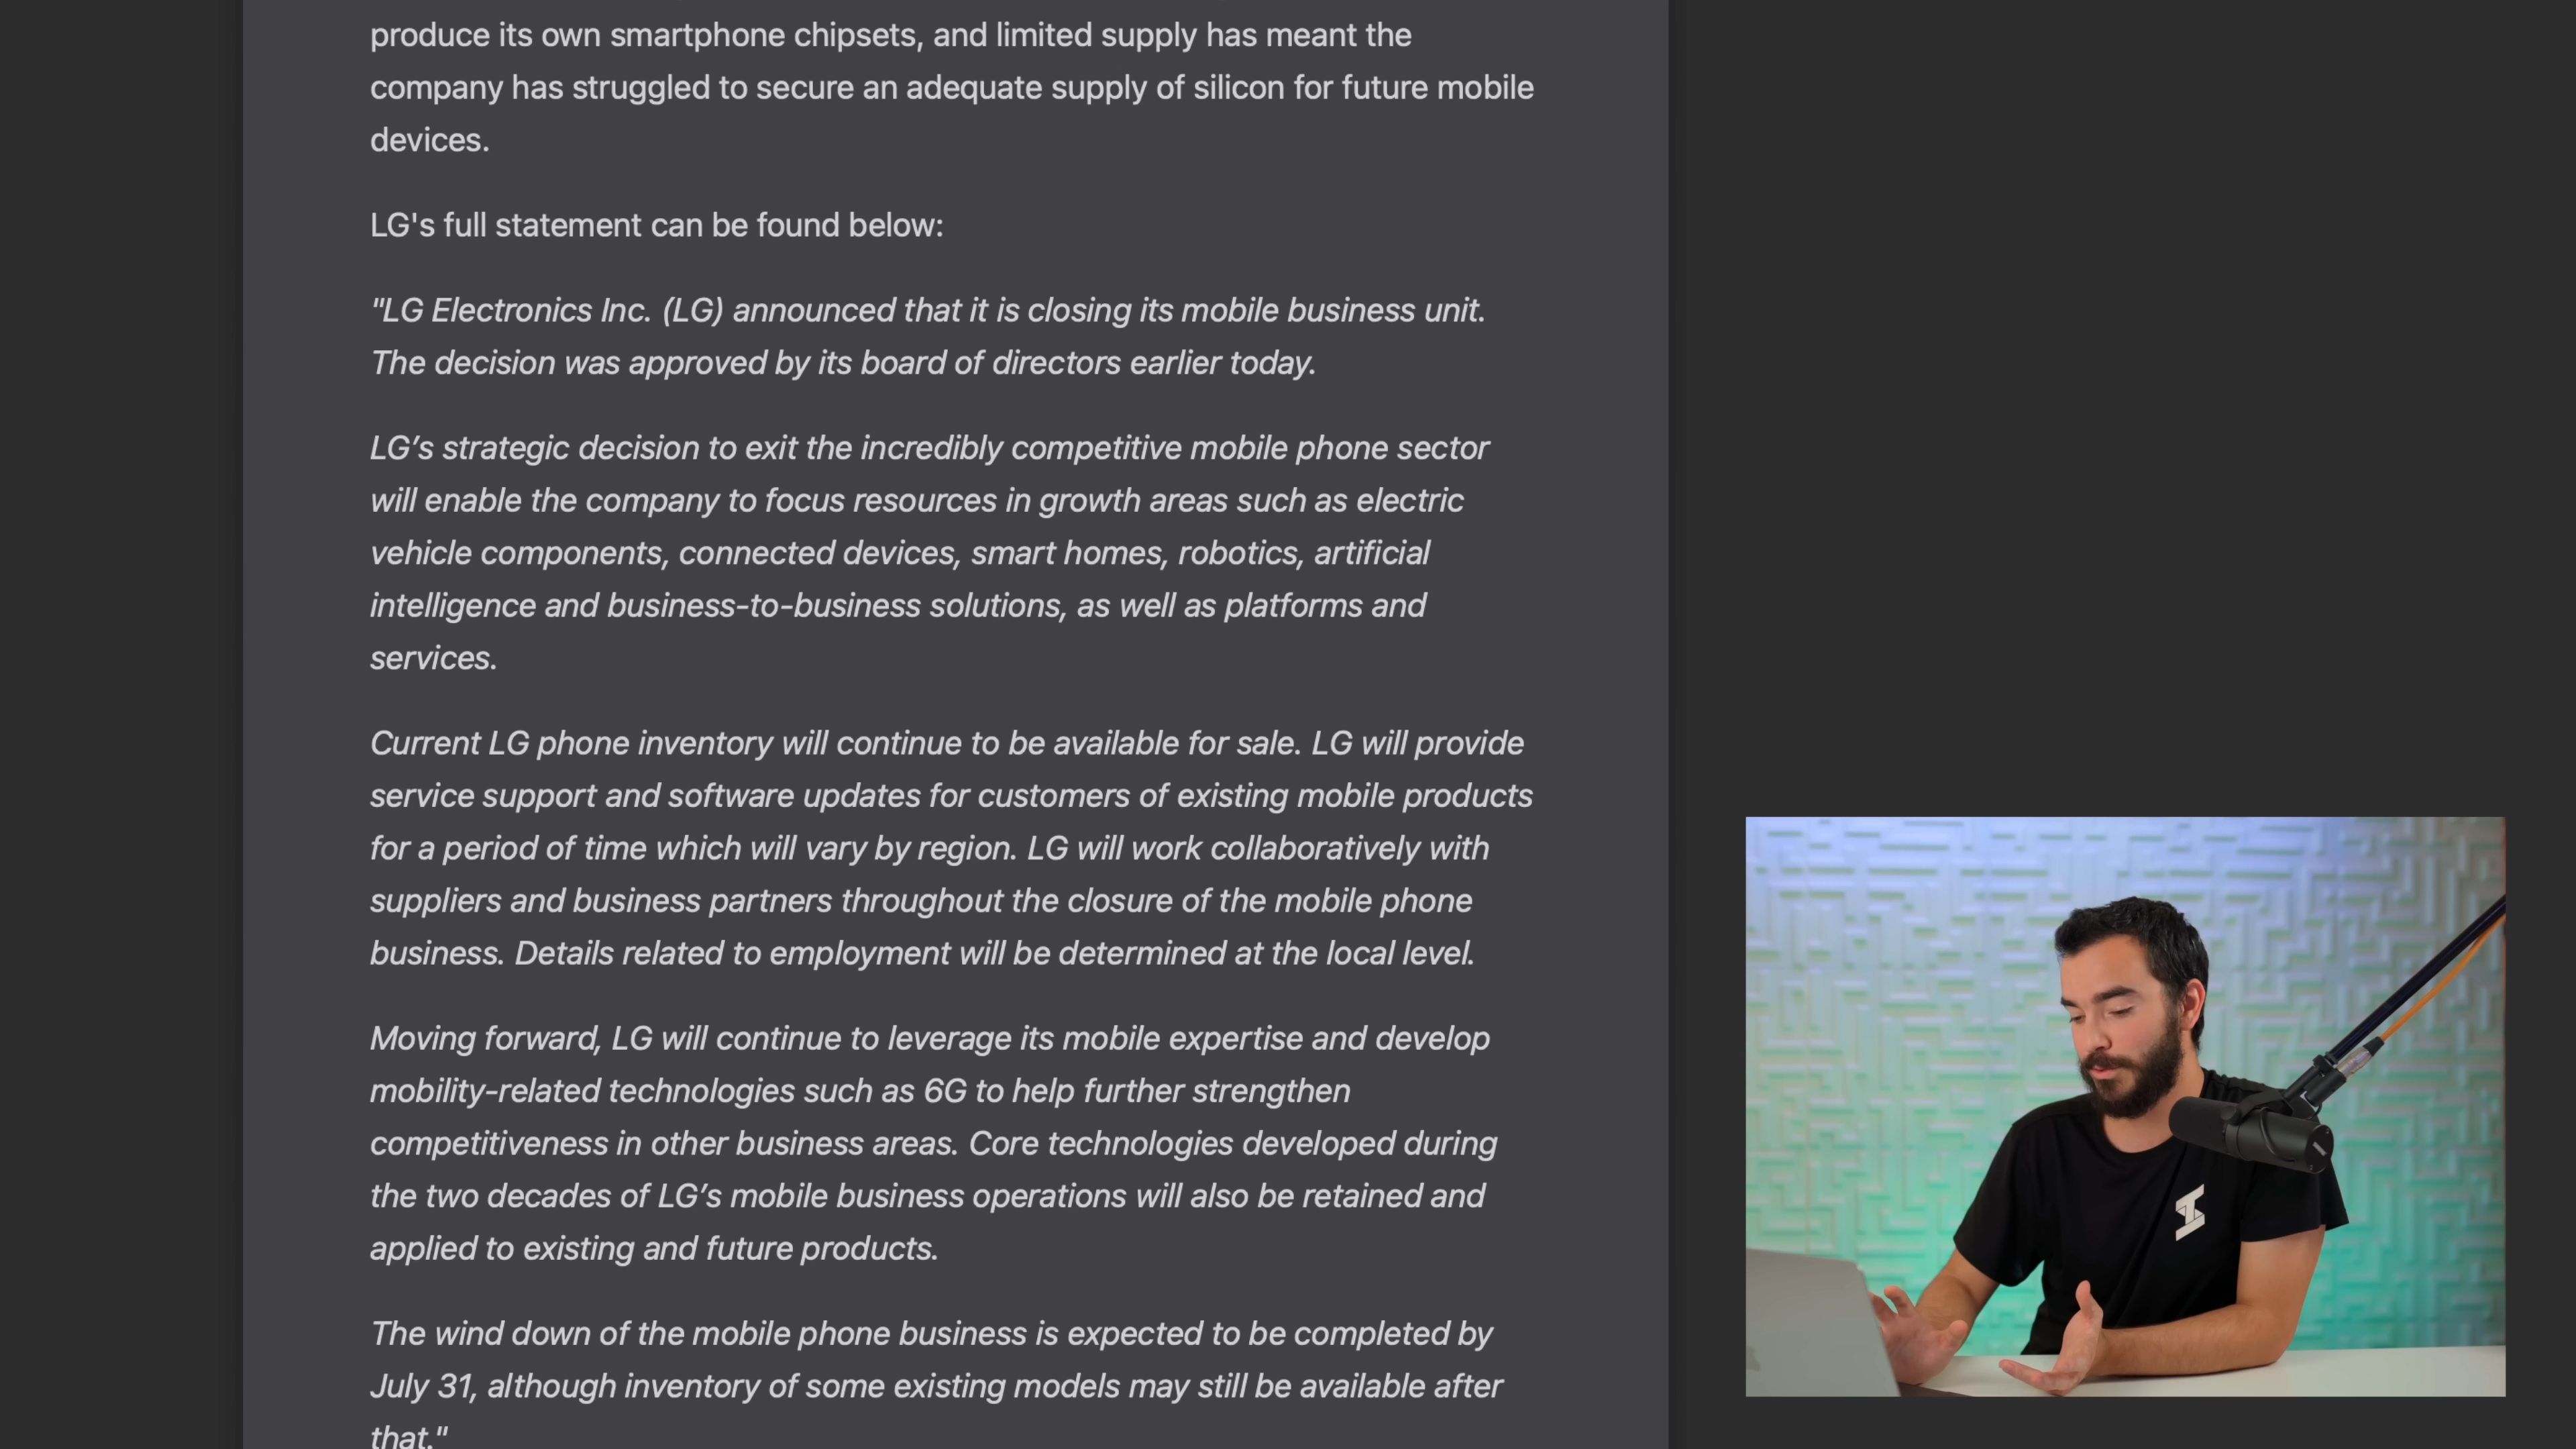 produce its own smartphone chipsets, and limited supply has meant the
company has struggled to secure an adequate supply of silicon for future mobile
devices.
LG's full statement can be found below:
"LG Electronics Inc. (LG) announced that it is closing its mobile business unit.
The decision was approved by its board of directors earlier today.
LG’s strategic decision to exit the incredibly competitive mobile phone sector
will enable the company to focus resources in growth areas such as electric
vehicle components, connected devices, smart homes, robotics, artificial
intelligence and business-to-business solutions, as well as platforms and
services.
Current LG phone inventory will continue to be available for sale. LG will provide
service support and software updates for customers of existing mobile products
for a period of time which will vary by region. LG will work collaboratively with
suppliers and business partners throughout the closure of the mobile phone
business. Details related to employment will be determined at the local level.
Moving forward, LG will continue to leverage its mobile expertise and develop
mobility-related technologies such as 6G to help further strengthen
competitiveness in other business areas. Core technologies developed during
the two decades of LG’s mobile business operations will also be retained and
applied to existing and future products.
The wind down of the mobile phone business is expected to be completed by
July 31, although inventory of some existing models may still be available after
that."